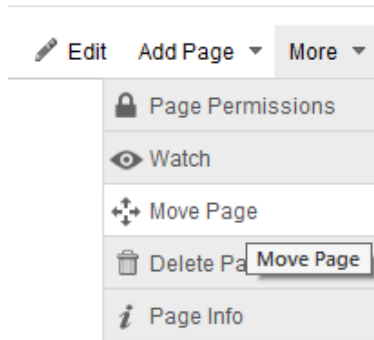 Edit Add Page More
Page Permissions
Watch
Move Page
Delete Pa
Move Page
Page Info